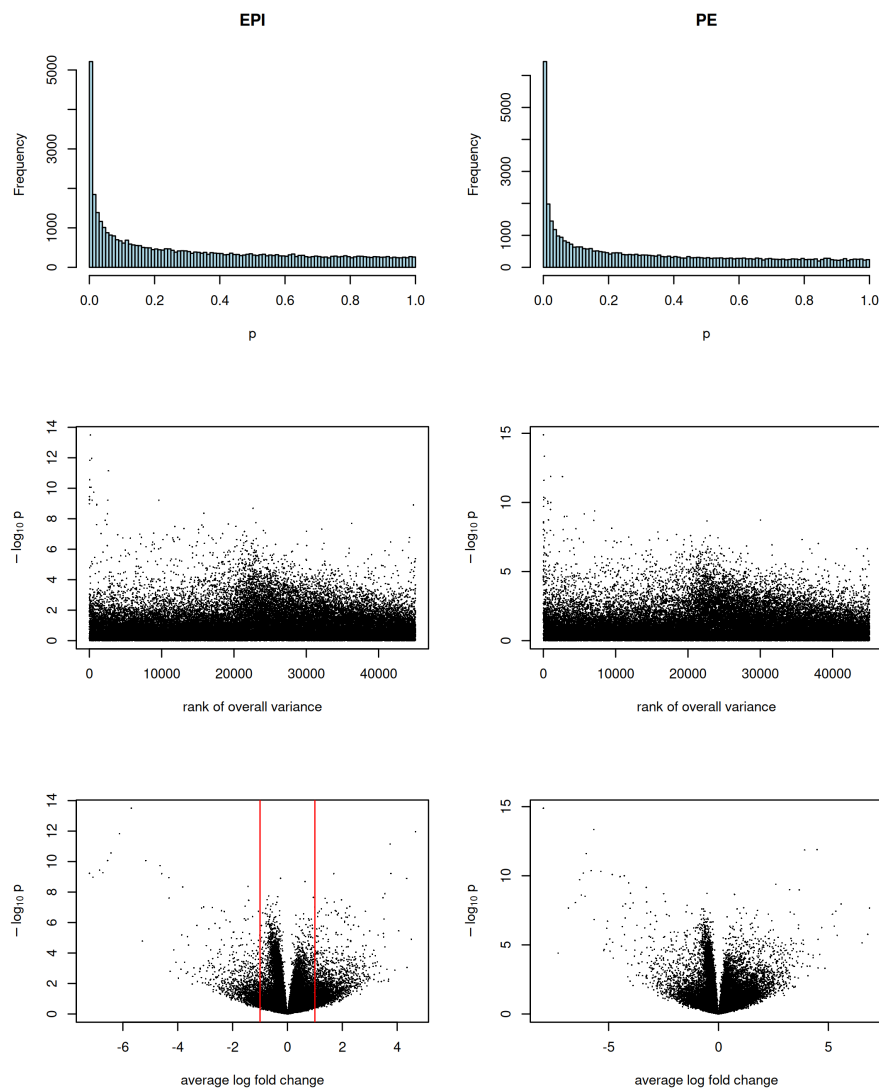 EPI
PE
Frequency
0
1000
3000
5000
0.0 0.2 0.4 0.6 0.8 1.0
p
Frequency
0
1000
3000
5000
0.0 0.2 0.4 0.6 0.8 1.0
p
− log₁₀ p
0
2
4
6
8
10
12
14
0 10000 20000 30000 40000
rank of overall variance
− log₁₀ p
0
5
10
15
0 10000 20000 30000 40000
rank of overall variance
− log₁₀ p
0
2
4
6
8
10
12
14
-6 -4 -2 0 2 4
average log fold change
− log₁₀ p
0
5
10
15
-5 0 5
average log fold change